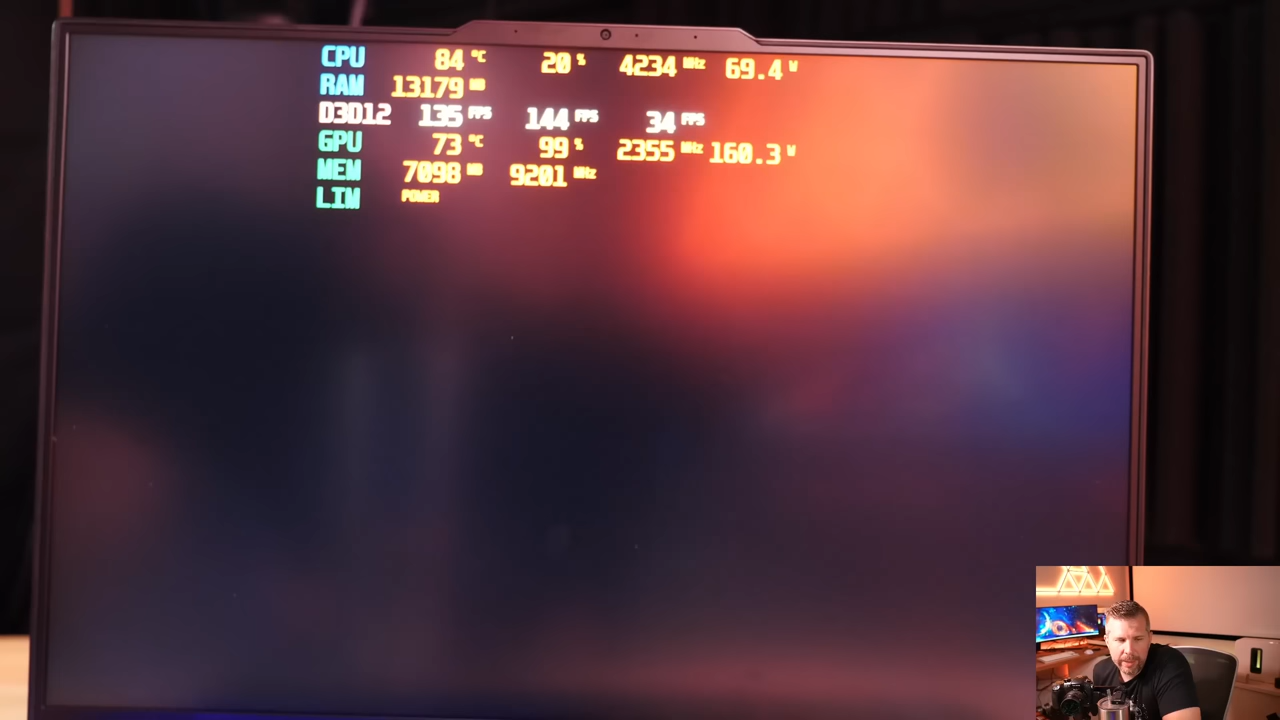 CPU 84 °C 20 % 4234 MHz 69.4 W
RAM 13179 MB
D3D12 135 FPS 144 FPS 34 FPS
GPU 73 °C 99 % 2355 MHz 160.3 W
MEM 7098 MB 9201 MHz
LIM POWER